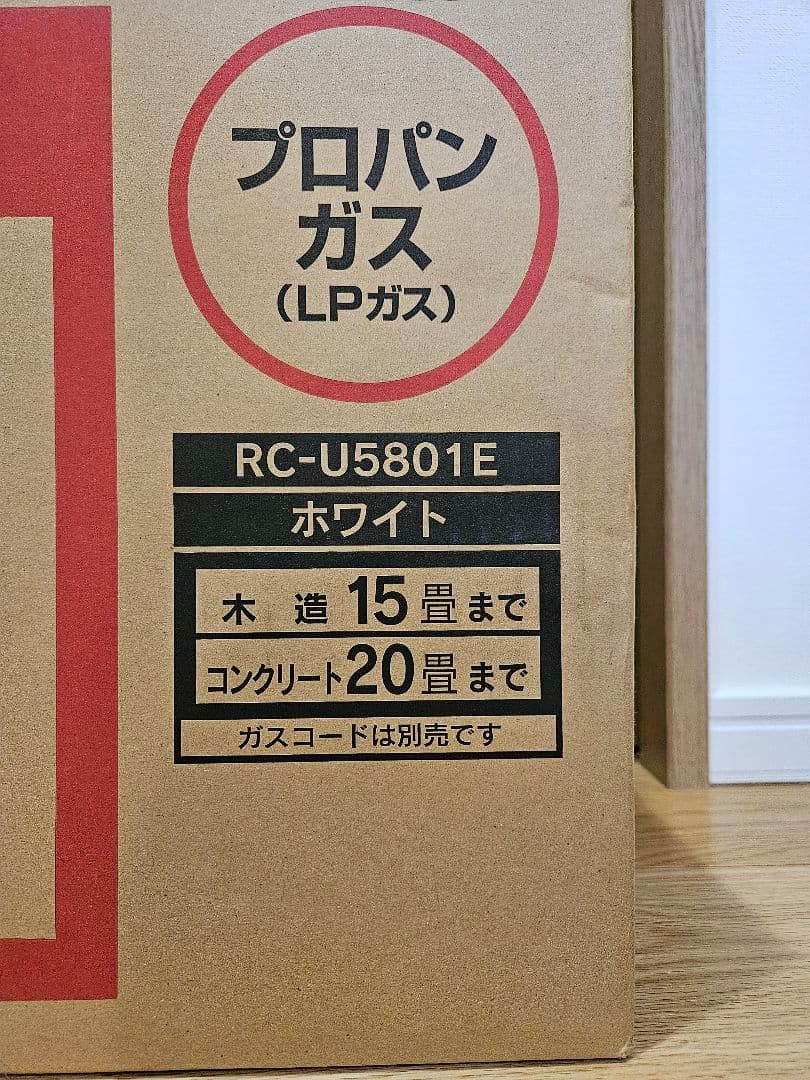 プロパン
ガス
(LPガス)
RC-U5801E
ホワイト
木 造 15畳まで
コンクリート20畳まで
ガスコードは別売です